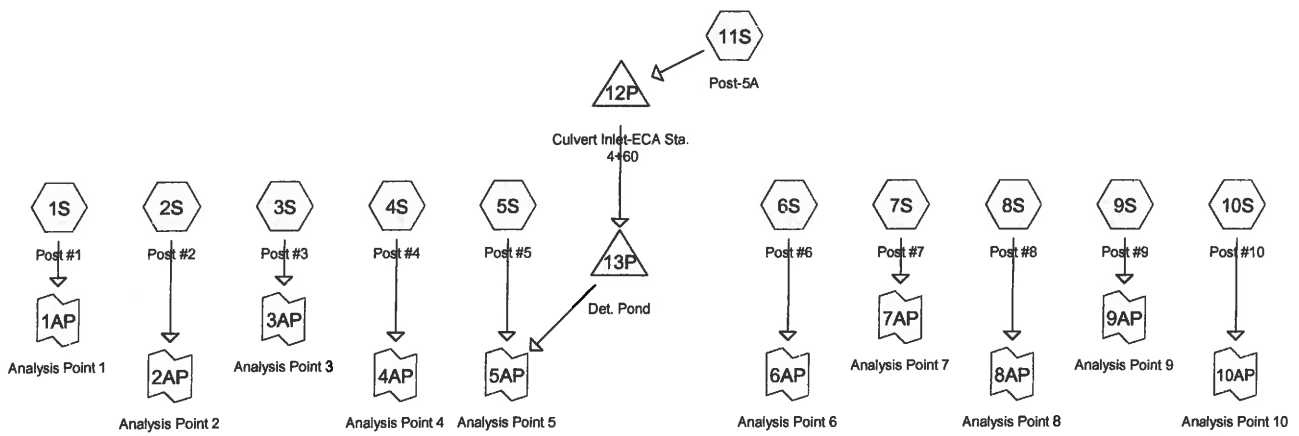 11S
Post-5A
12P
Culvert Inlet-ECA Sta.
4+60
1S
2S
3S
4S
5S
6S
7S
8S
9S
10S
Post #1
Post #2
Post #3
Post #4
Post #5
Post #6
Post #7
Post #8
Post #9
Post #10
13P
Det. Pond
1AP
3AP
7AP
9AP
Analysis Point 1
Analysis Point 3
Analysis Point 7
Analysis Point 9
2AP
4AP
5AP
6AP
8AP
10AP
Analysis Point 2
Analysis Point 4
Analysis Point 5
Analysis Point 6
Analysis Point 8
Analysis Point 10